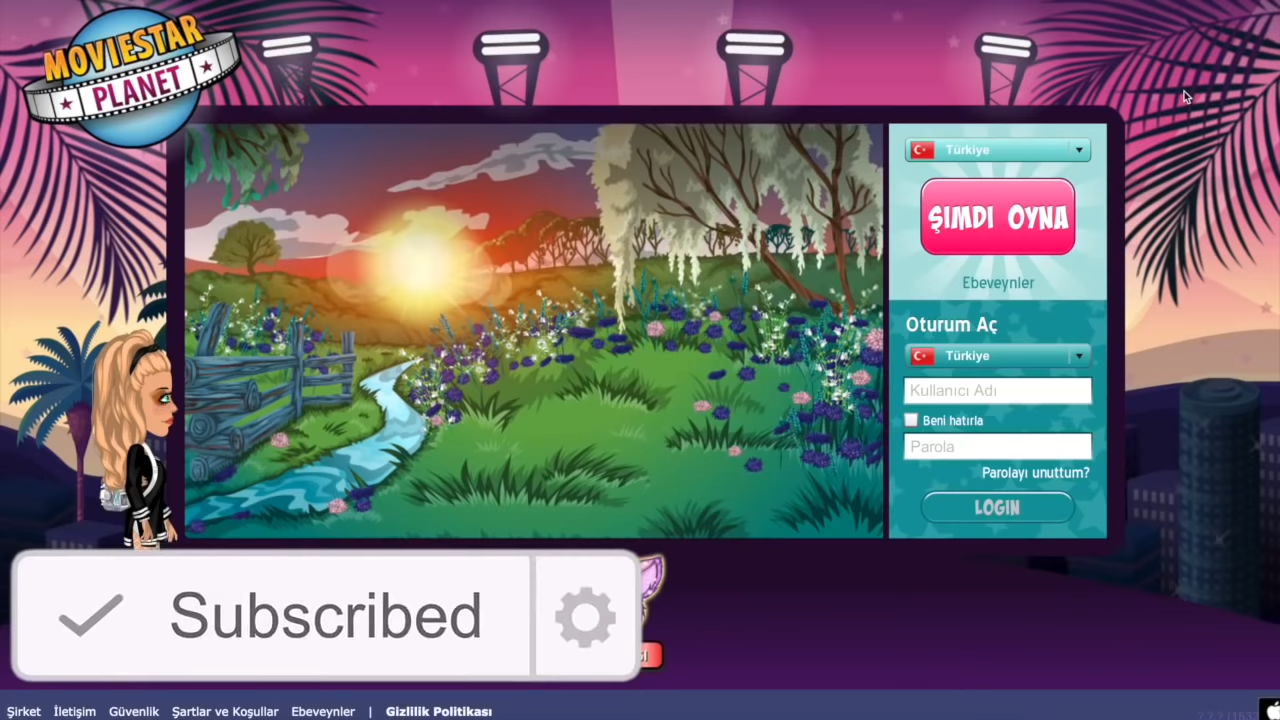 MOVIESTAR
PLANET
Türkiye
ŞIMDI OYNA
Ebeveynler
Oturum Aç
Türkiye
Kullanıcı Adı
Beni hatırla
Parola
Parolayı unuttum?
LOGIN
Subscribed
Şirket İletişim Güvenlik Şartlar ve Koşullar Ebeveynler | Gizlilik Politikası